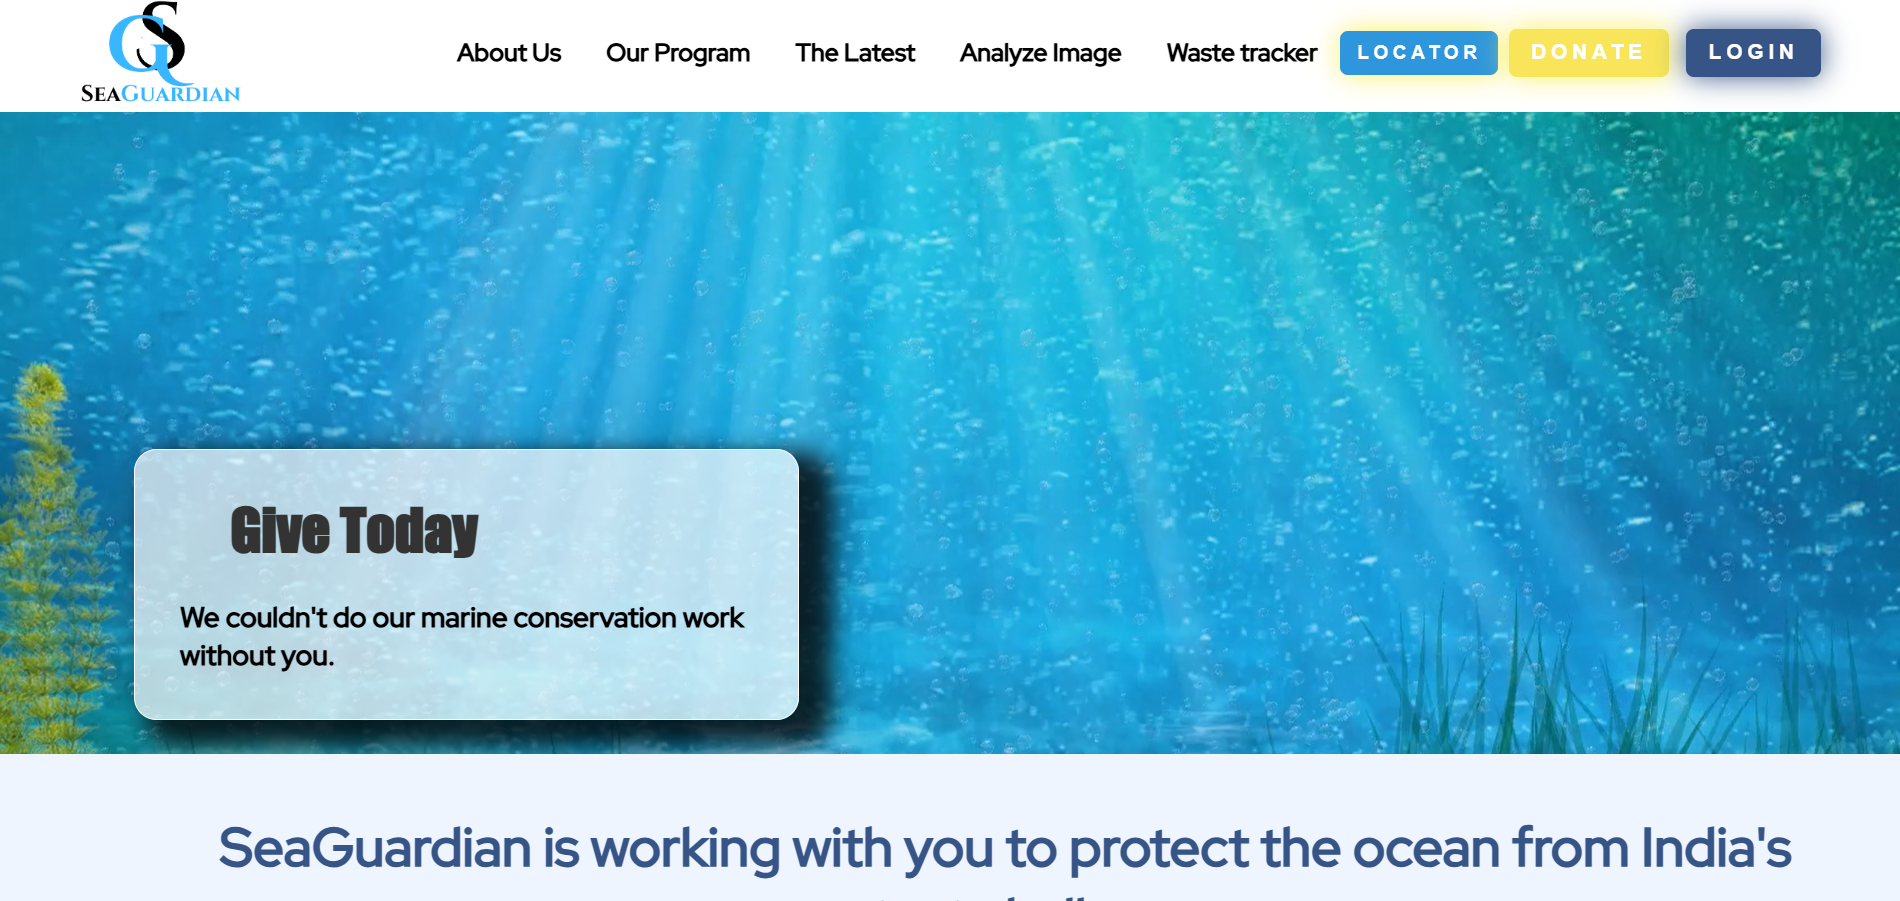 GS
SeaGuardian
About Us
Our Program
The Latest
Analyze Image
Waste tracker
LOCATOR
DONATE
LOGIN
Give Today
We couldn't do our marine conservation work
without you.
SeaGuardian is working with you to protect the ocean from India's